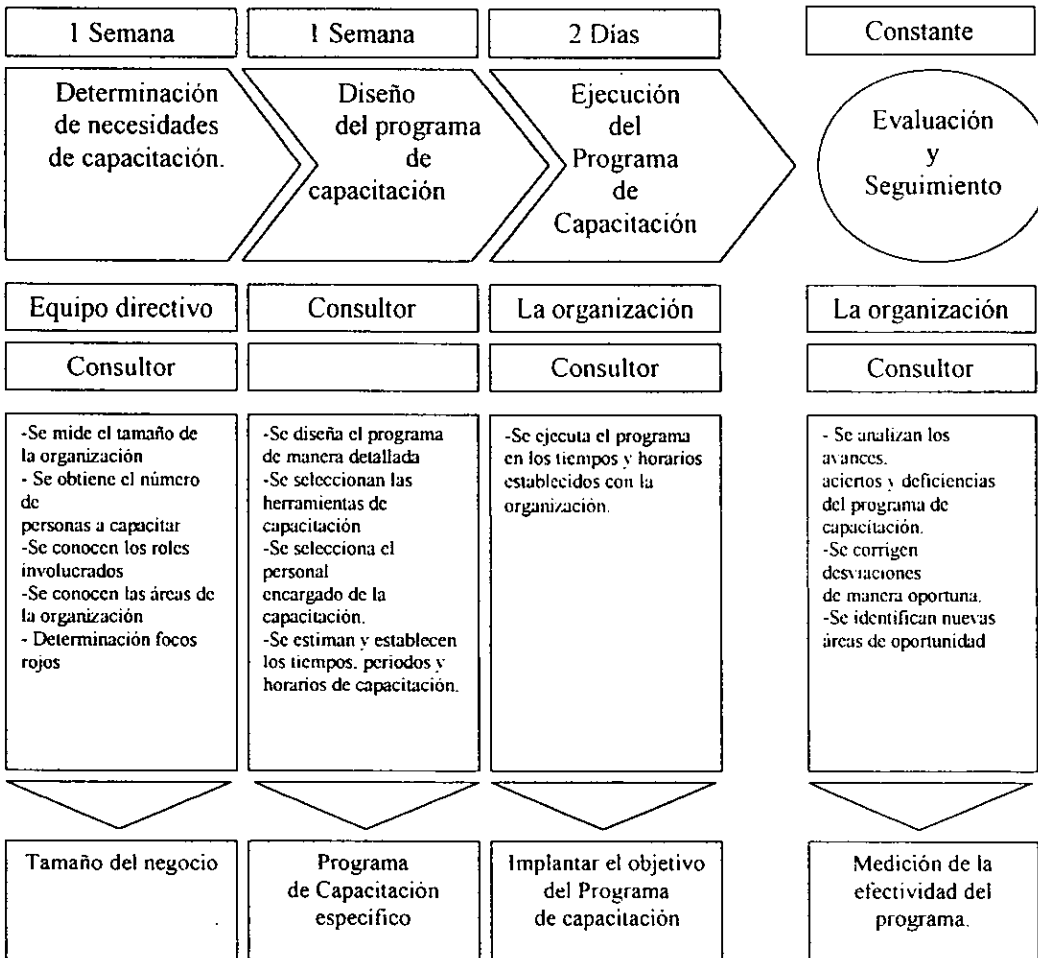 1 Semana
1 Semana
2 Días
Constante
Determinación
de necesidades
de capacitación.
Diseño
del programa
de
capacitación
Ejecución
del
Programa
de
Capacitación
Evaluación
y
Seguimiento
Equipo directivo
Consultor
La organización
La organización
Consultor
Consultor
Consultor
-Se mide el tamaño de
la organización
- Se obtiene el número
de
personas a capacitar
-Se conocen los roles
involucrados
-Se conocen las áreas de
la organización
- Determinación focos
rojos
-Se diseña el programa
de manera detallada
-Se seleccionan las
herramientas de
capacitación
-Se selecciona el
personal
encargado de la
capacitación.
-Se estiman y establecen
los tiempos, periodos y
horarios de capacitación.
-Se ejecuta el programa
en los tiempos y horarios
establecidos con la
organización.
- Se analizan los
avances,
aciertos y deficiencias
del programa de
capacitación.
-Se corrigen
desviaciones
de manera oportuna.
-Se identifican nuevas
áreas de oportunidad
Tamaño del negocio
Programa
de Capacitación
especifico
Implantar el objetivo
del Programa
de capacitación
Medición de la
efectividad del
programa.